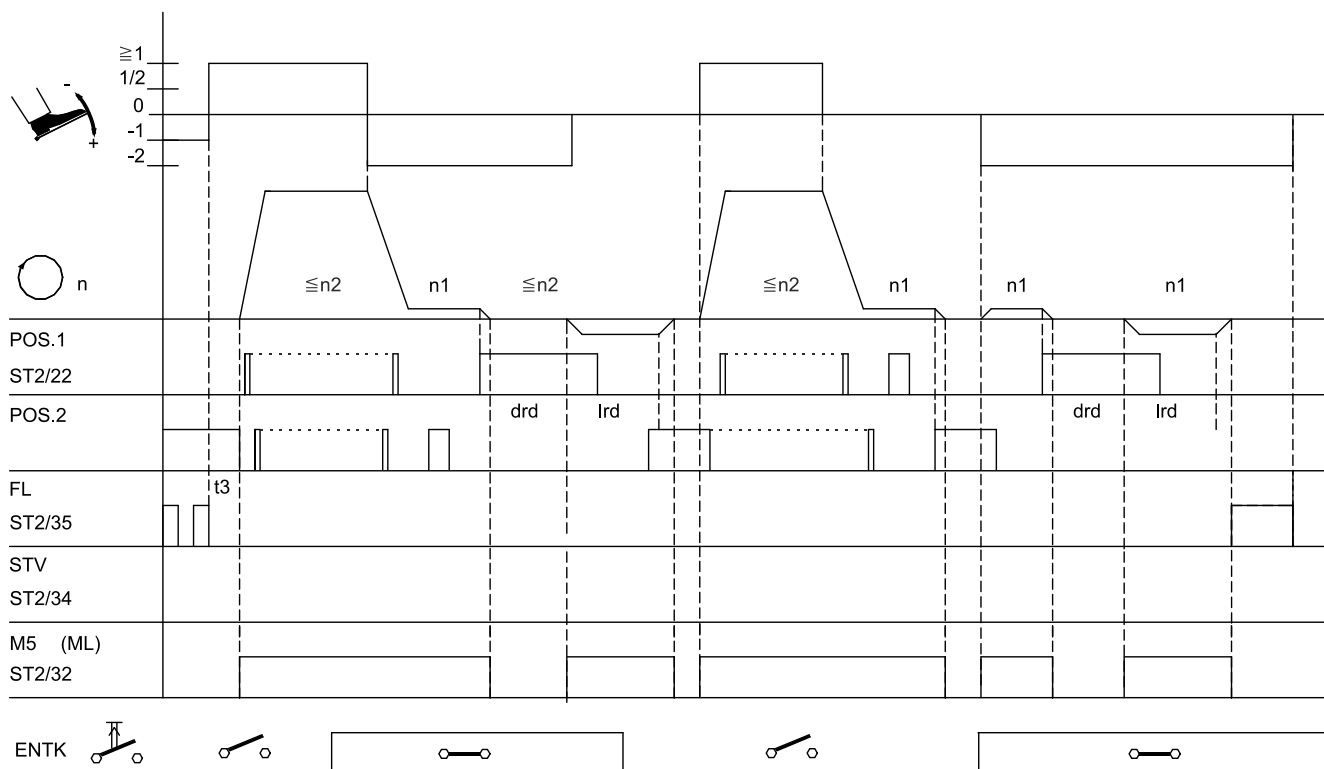 ≧1
1/2
0
-1
-2
-
+
n
≦n2 n1 ≦n2 ≦n2 n1 n1 n1
POS.1
ST2/22
POS.2 drd lrd drd lrd
FL t3
ST2/35
STV
ST2/34
M5 (ML)
ST2/32
ENTK